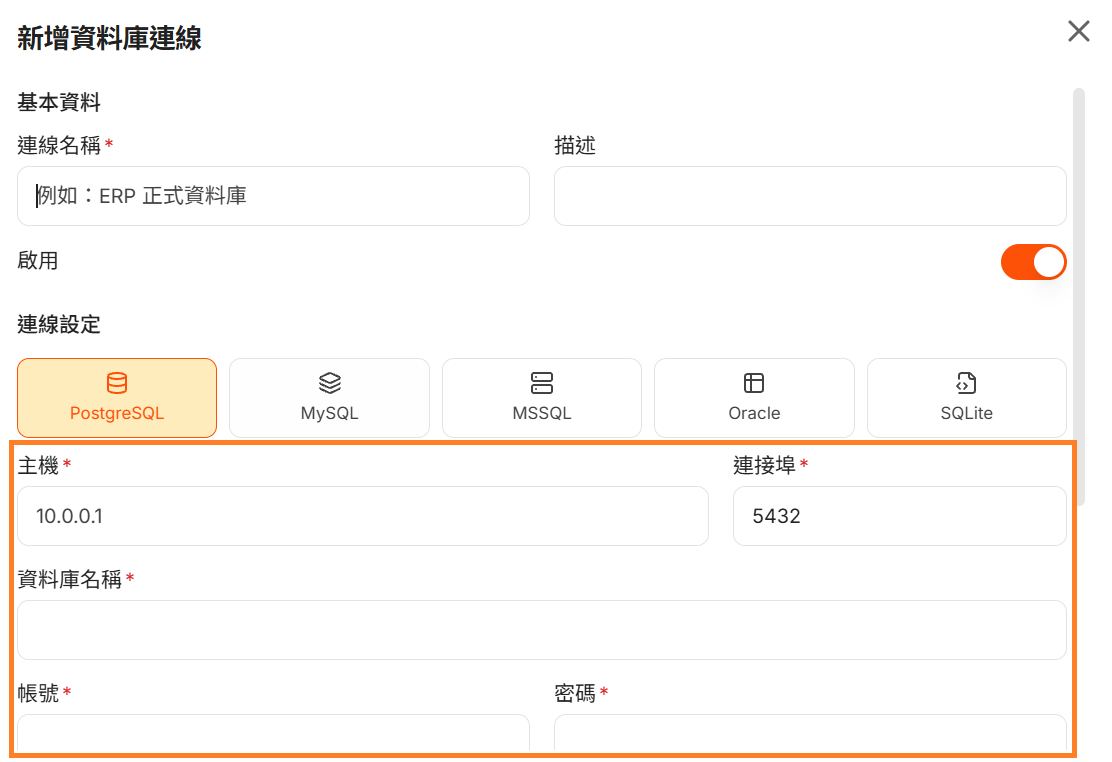 新增資料庫連線
基本資料
連線名稱* 描述
例如：ERP 正式資料庫
啟用
連線設定
PostgreSQL MySQL MSSQL Oracle SQLite
主機* 連接埠*
10.0.0.1 5432
資料庫名稱*
帳號* 密碼*